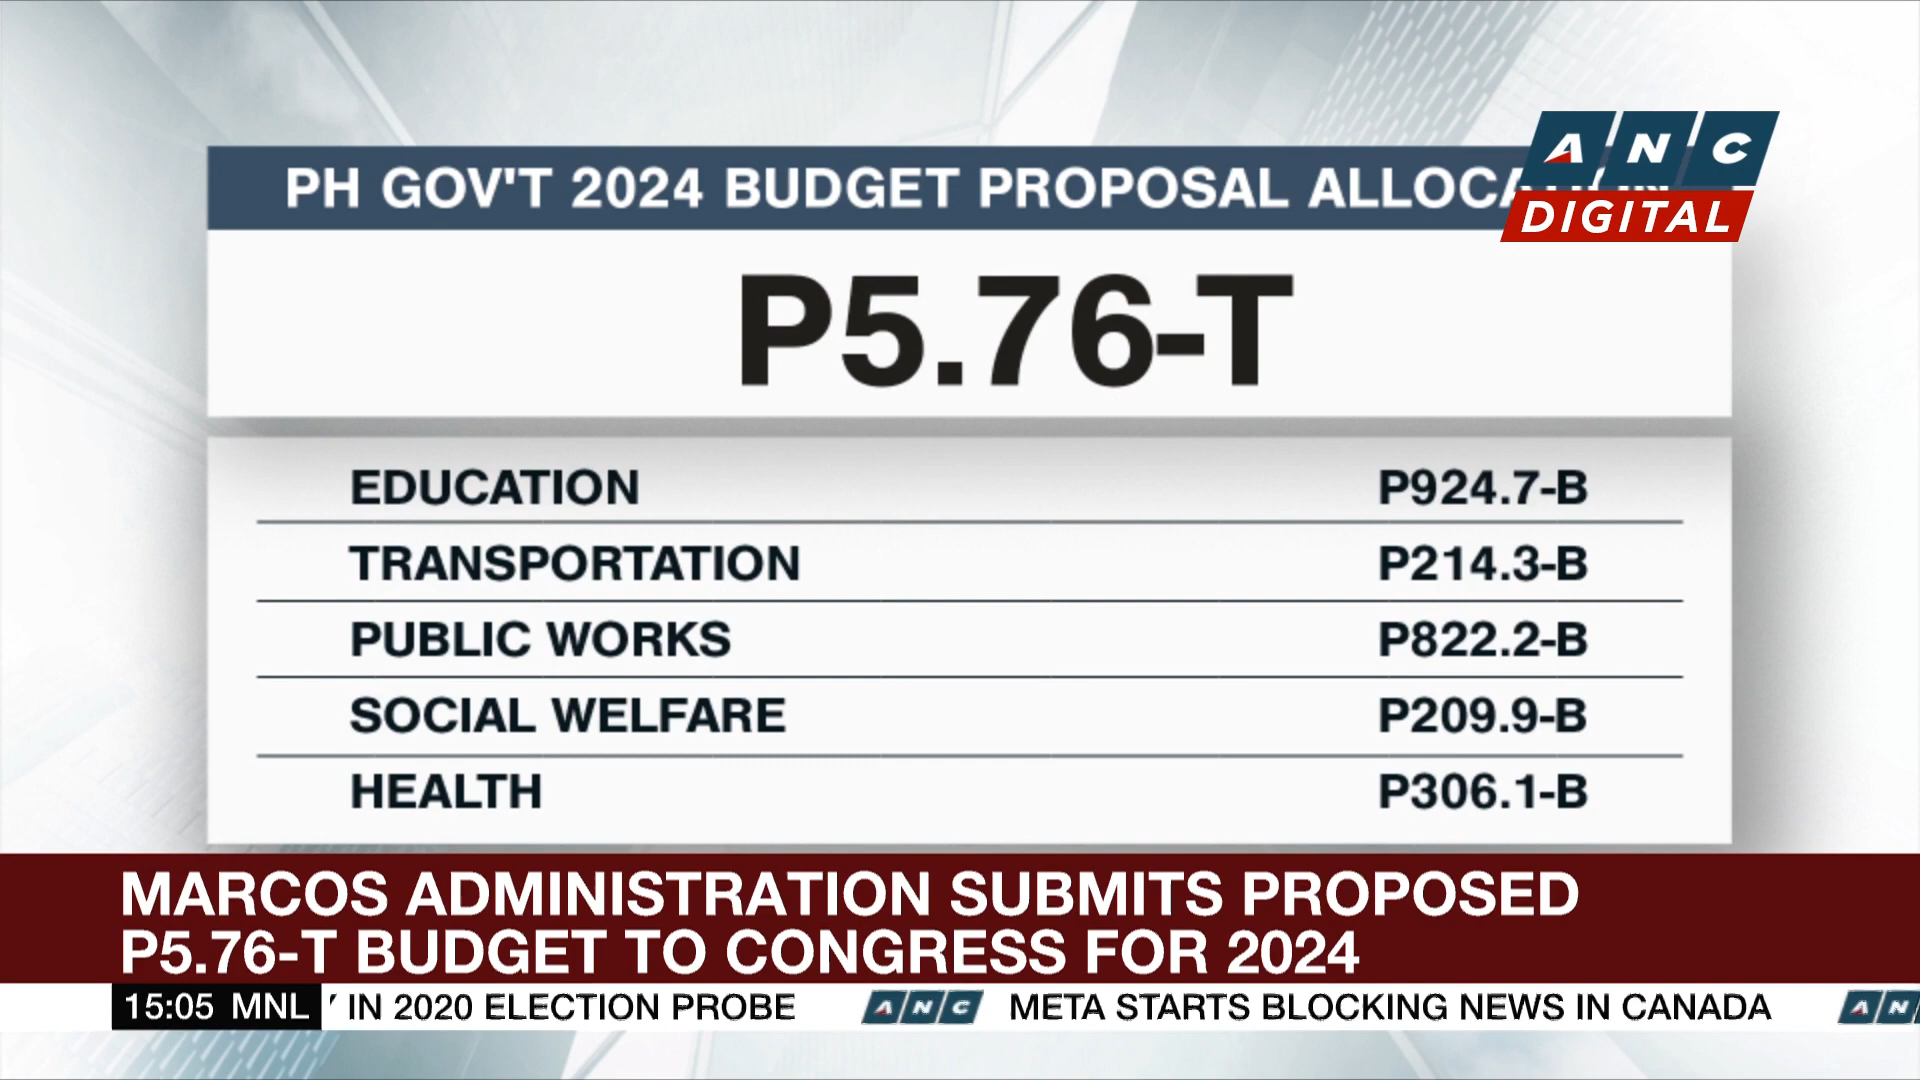 PH GOV'T 2024 BUDGET PROPOSAL
ANC
DIGITAL
P5.76-T
EDUCATION P924.7-B
TRANSPORTATION P214.3-B
PUBLIC WORKS P822.2-B
SOCIAL WELFARE P209.9-B
HEALTH P306.1-B
MARCOS ADMINISTRATION SUBMITS PROPOSED
P5.76-T BUDGET TO CONGRESS FOR 2024
15:05 MNL IN 2020 ELECTION PROBE ANC META STARTS BLOCKING NEWS IN CANADA